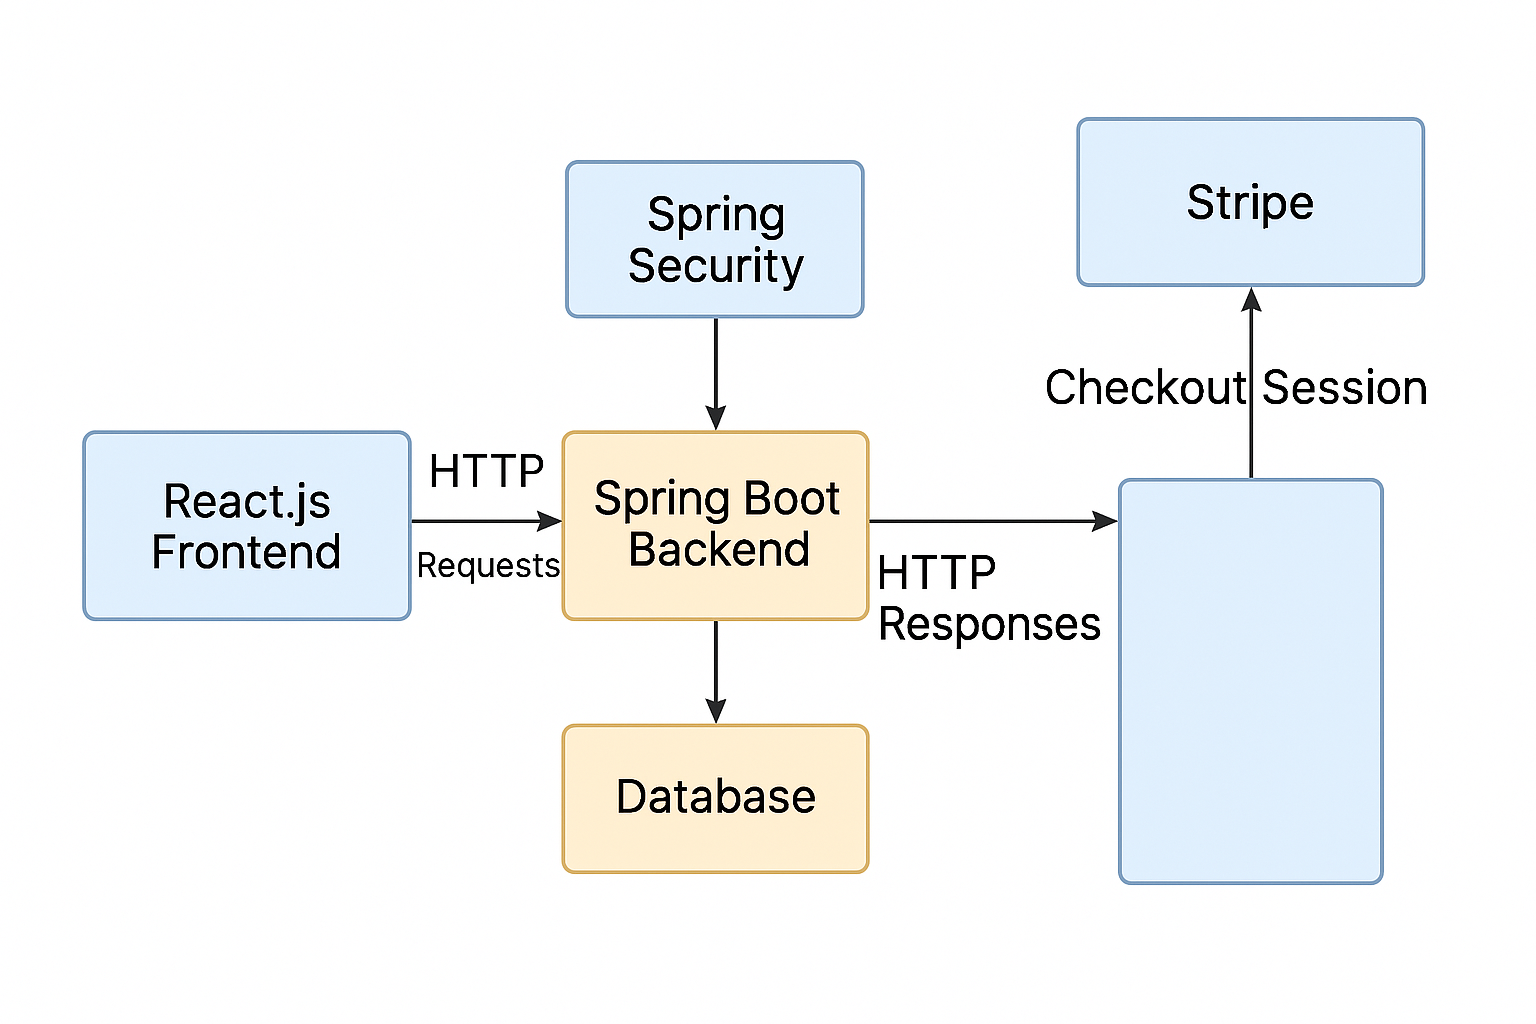 Stripe
Spring
Security
Checkout Session
HTTP
Requests
React.js
Frontend
Spring Boot
Backend
HTTP
Responses
Database